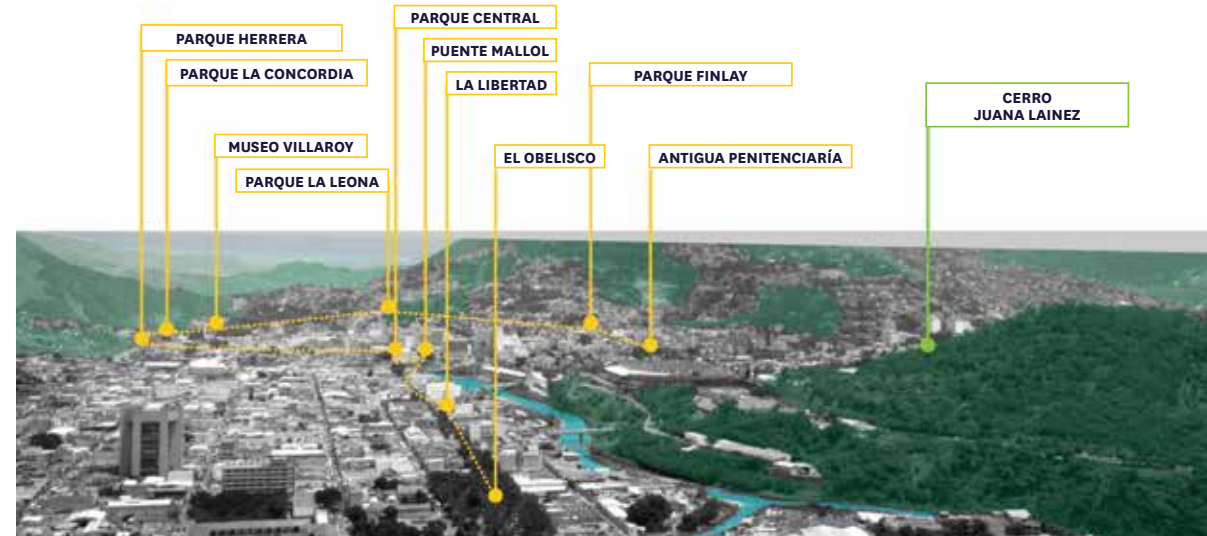 PARQUE CENTRAL
PARQUE HERRERA
PUENTE MALLOL
PARQUE LA CONCORDIA
LA LIBERTAD
PARQUE FINLAY
CERRO
JUANA LAINEZ
MUSEO VILLAROY
EL OBELISCO
ANTIGUA PENITENCIARÍA
PARQUE LA LEONA